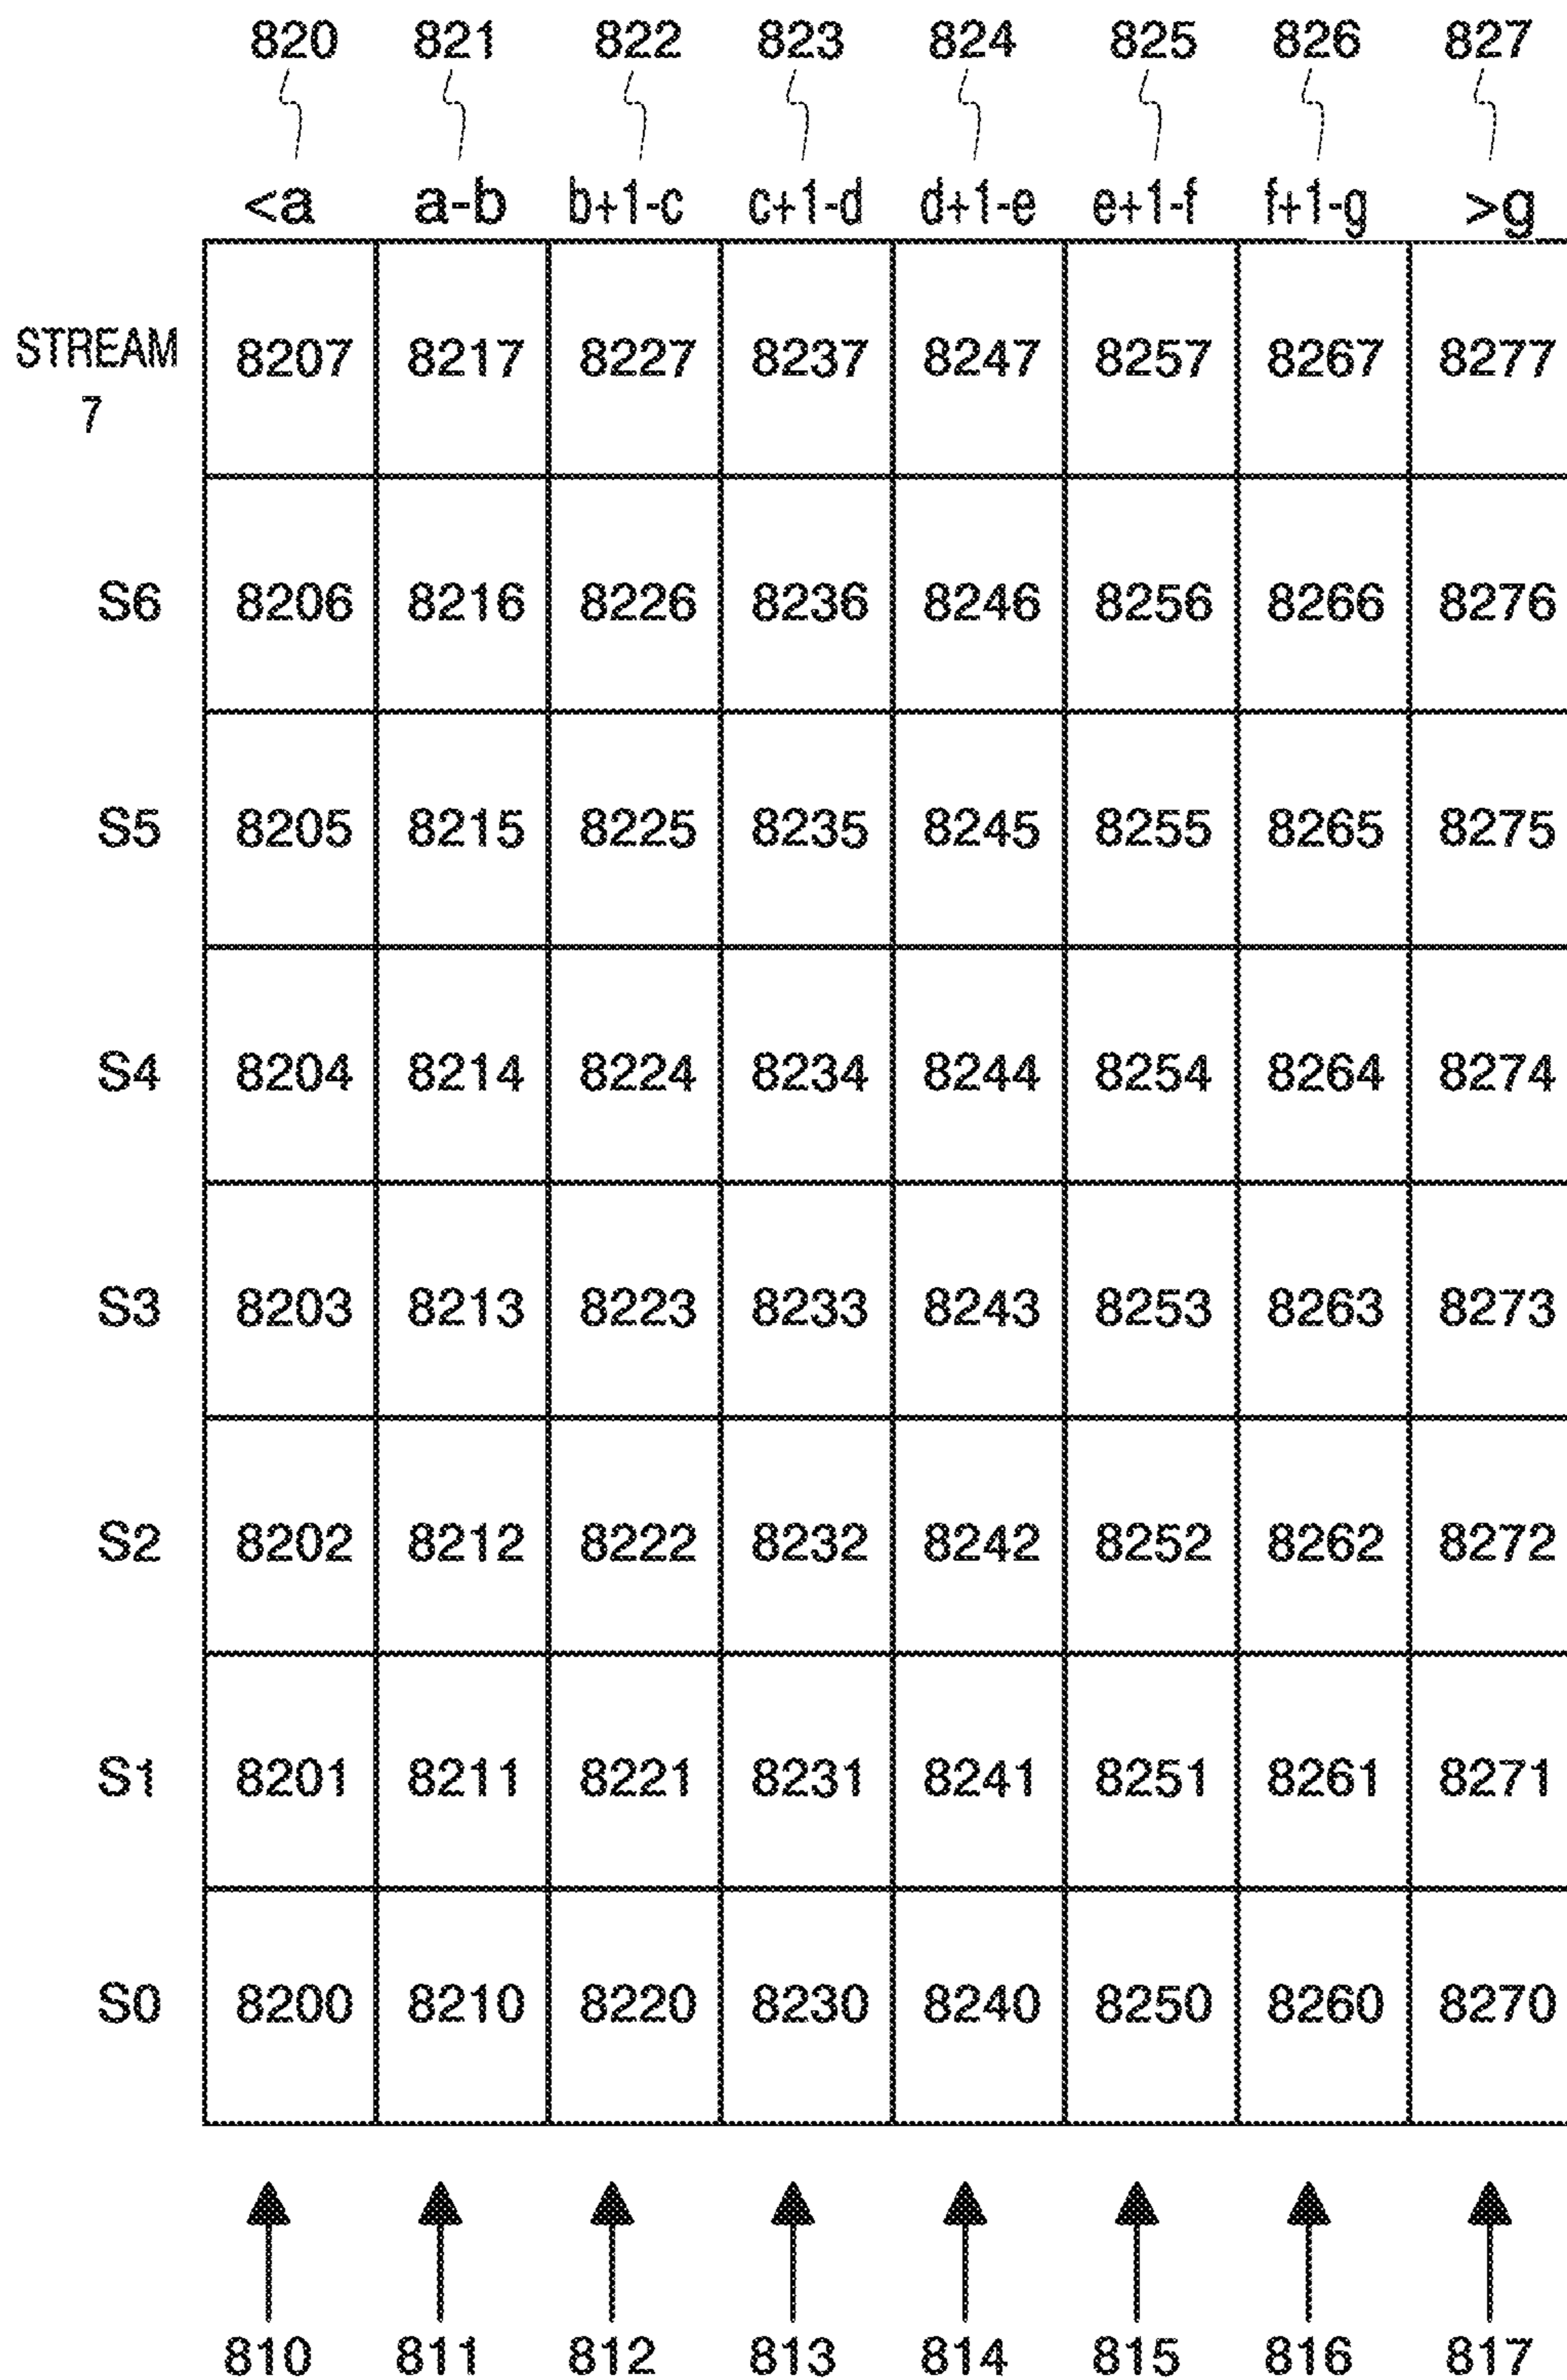 820 821 822 823 824 825 826 827
<a a-b b+1-c c+1-d d+1-e e+1-f f+1-g >g
STREAM 7 8207 8217 8227 8237 8247 8257 8267 8277
S6 8206 8216 8226 8236 8246 8256 8266 8276
S5 8205 8215 8225 8235 8245 8255 8265 8275
S4 8204 8214 8224 8234 8244 8254 8264 8274
S3 8203 8213 8223 8233 8243 8253 8263 8273
S2 8202 8212 8222 8232 8242 8252 8262 8272
S1 8201 8211 8221 8231 8241 8251 8261 8271
S0 8200 8210 8220 8230 8240 8250 8260 8270
810 811 812 813 814 815 816 817